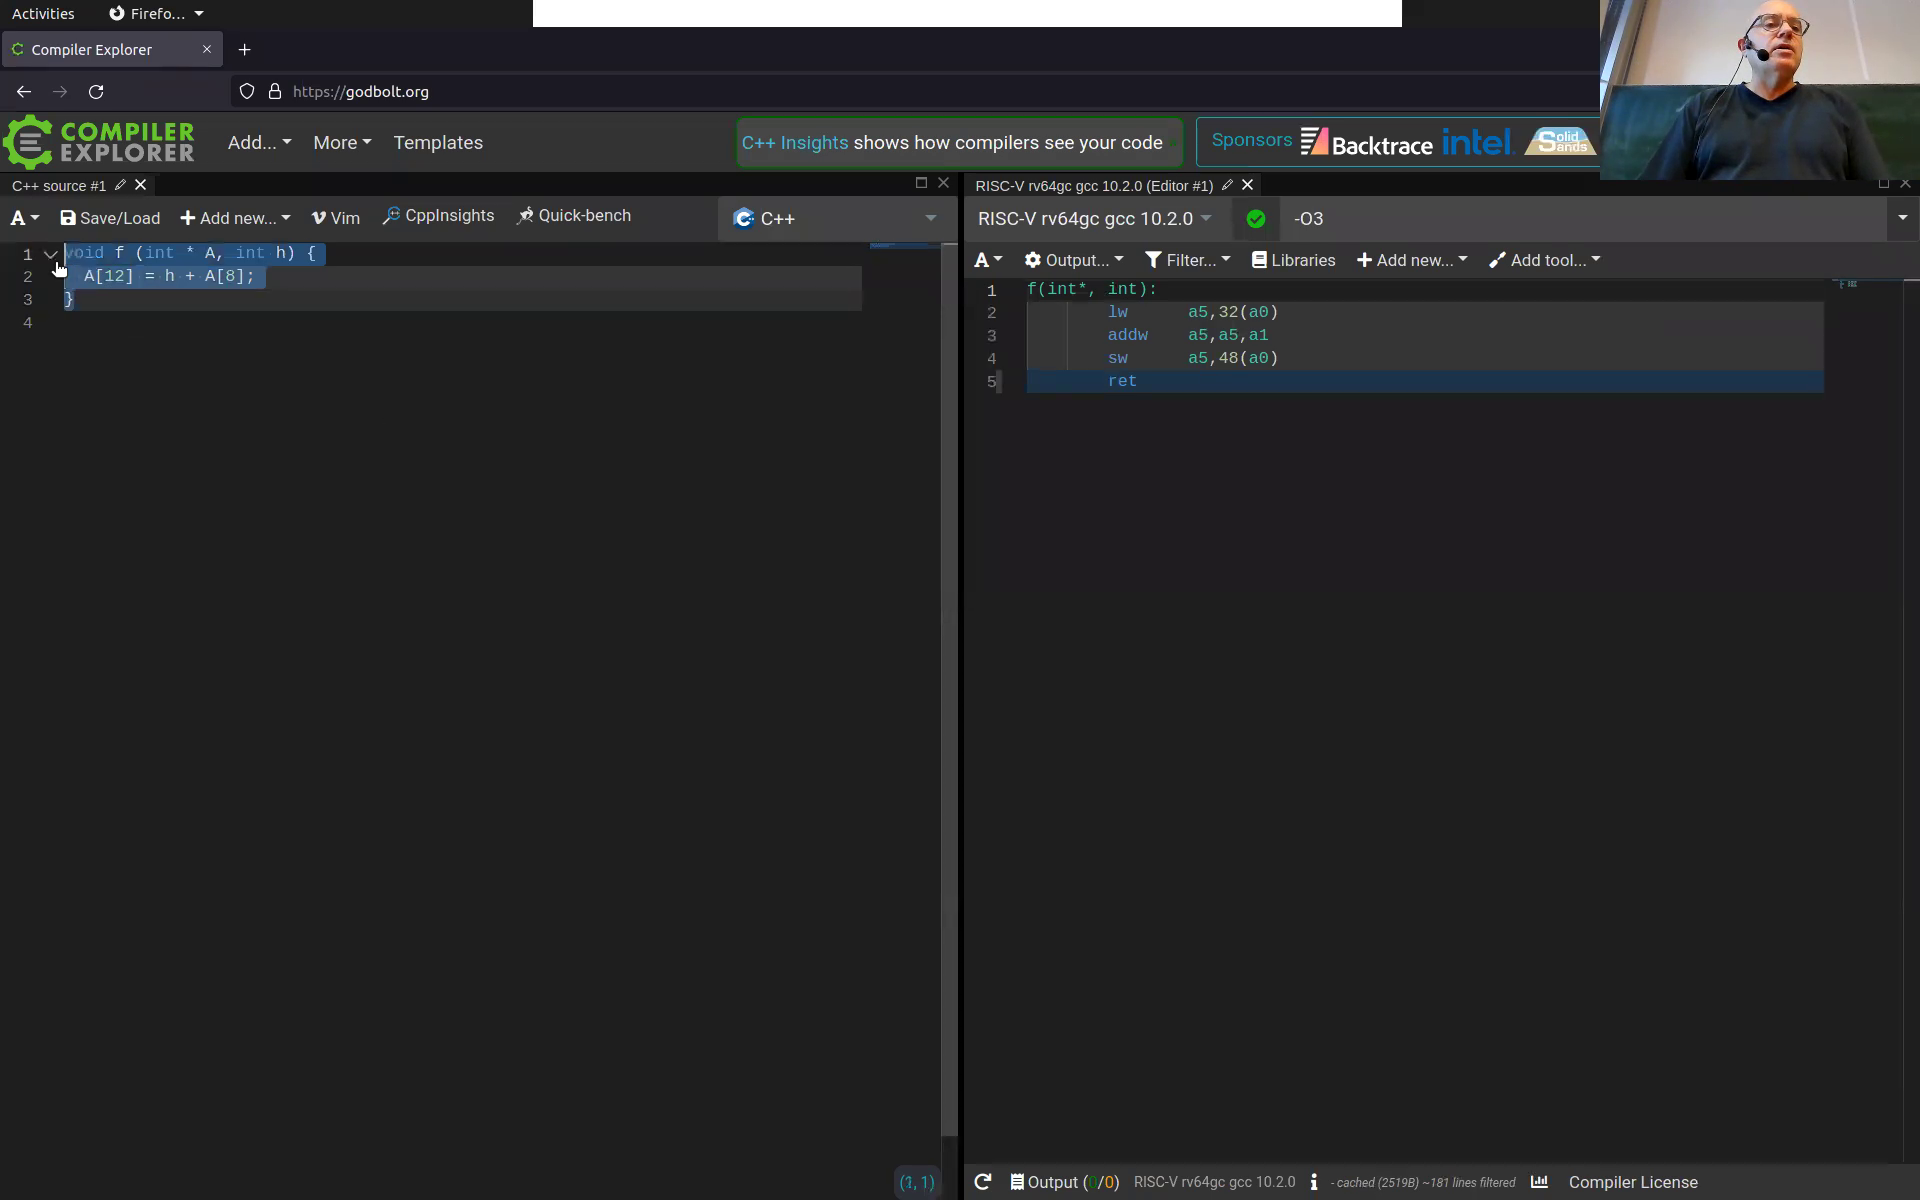 Activities Firefo...
Compiler Explorer
https://godbolt.org
COMPILER EXPLORER Add... More Templates C++ Insights shows how compilers see your code Sponsors Backtrace intel. Solid Sands
C++ source #1 RISC-V rv64gc gcc 10.2.0 (Editor #1)
A Save/Load + Add new... Vim CppInsights Quick-bench C++ RISC-V rv64gc gcc 10.2.0 -O3
A Output... Filter... Libraries + Add new... Add tool...
1 void f (int * A, int h) {
2 A[12] = h + A[8];
3 }
4
1 f(int*, int):
2 lw a5,32(a0)
3 addw a5,a5,a1
4 sw a5,48(a0)
5 ret
(1, 1)
Output (0/0) RISC-V rv64gc gcc 10.2.0 - cached (2519B) ~181 lines filtered Compiler License